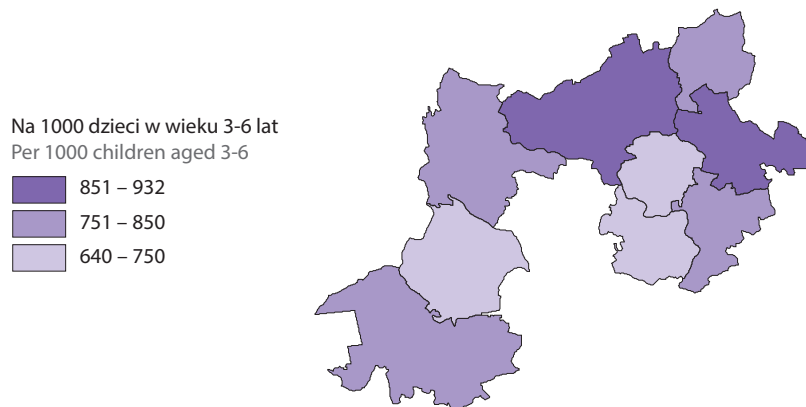 Na 1000 dzieci w wieku 3-6 lat
Per 1000 children aged 3-6
851 – 932
751 – 850
640 – 750